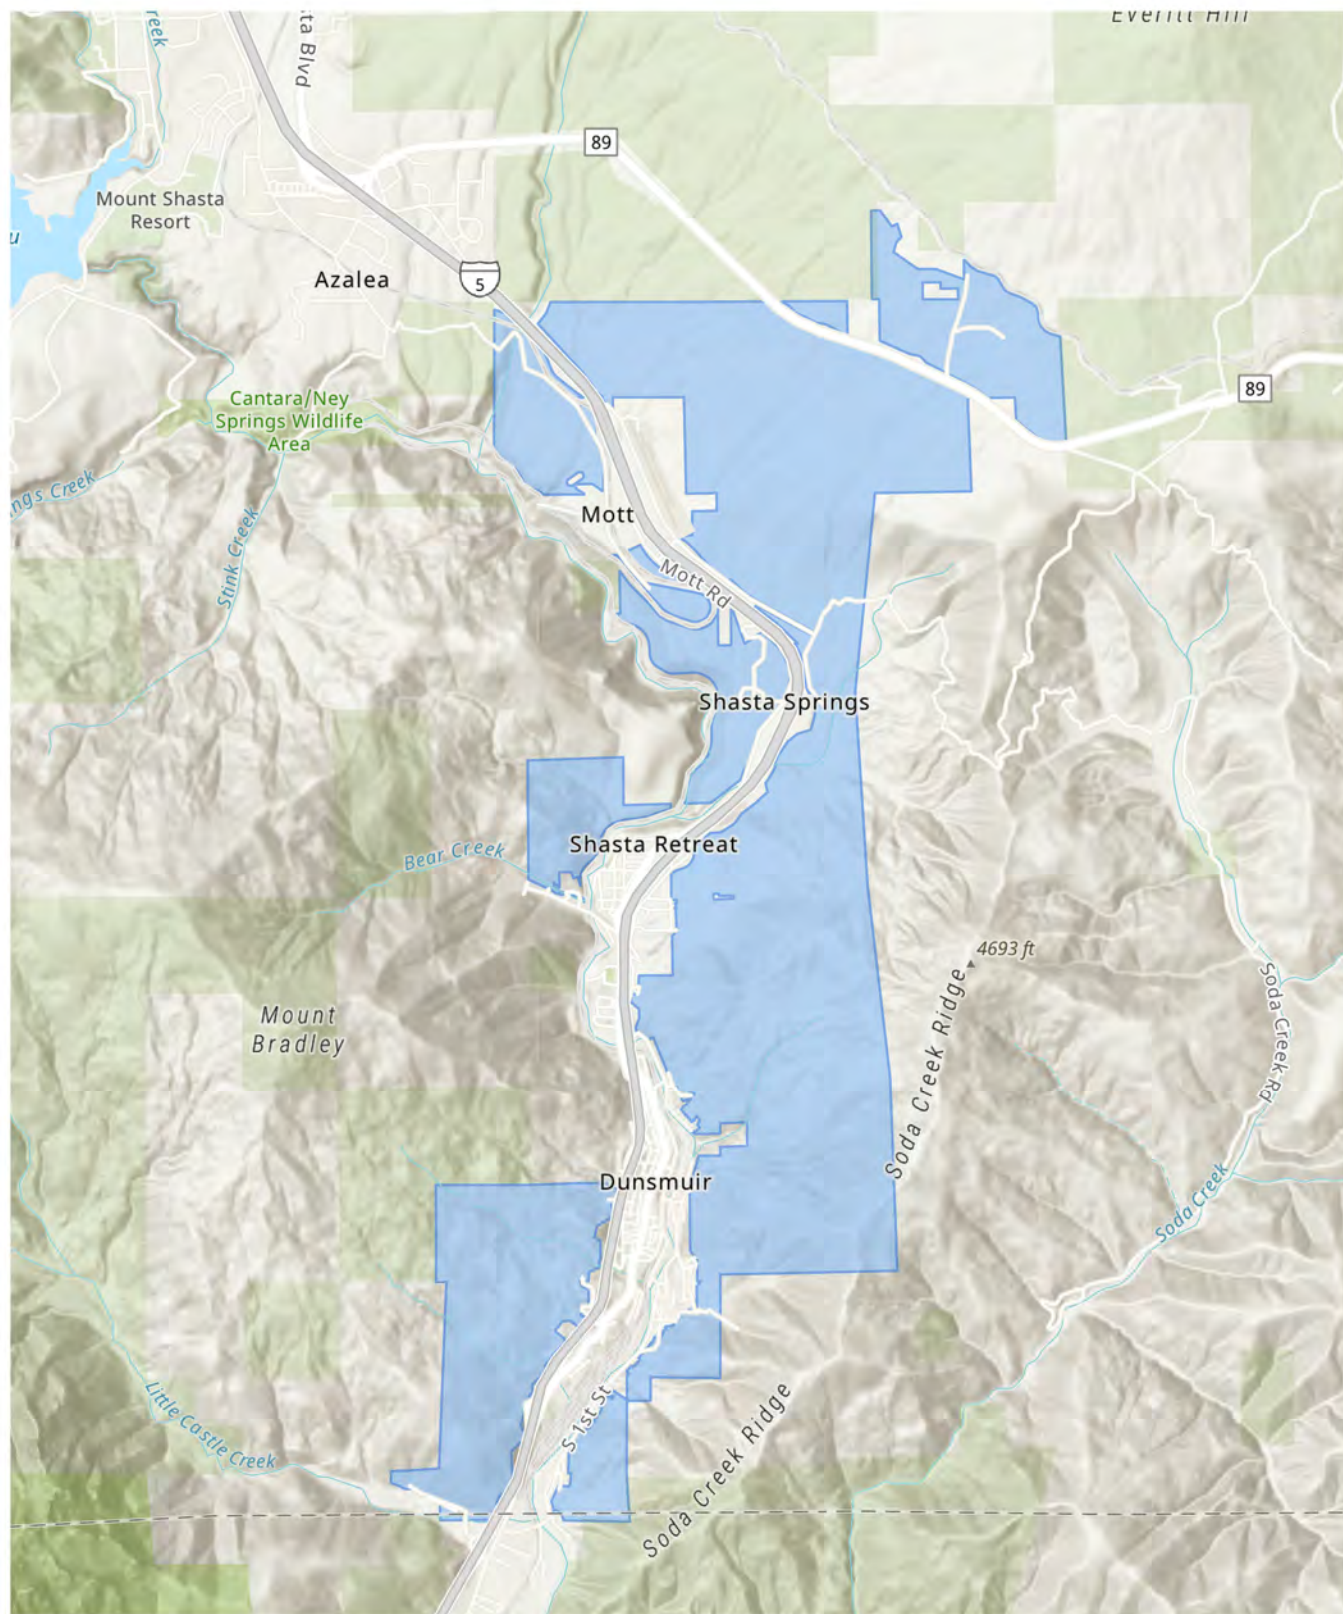 reek
ta Blvd
Everitt Hill
89
Mount Shasta
Resort
u
Azalea
5
89
Cantara/Ney
Springs Wildlife
Area
ngs Creek
Stink Creek
Mott
Mott Rd
Shasta Springs
Shasta Retreat
Bear Creek
4693 ft
Soda Creek Ridge
Soda Creek Rd
Mount
Bradley
Dunsmuir
Soda Creek
Little Castle Creek
S 1st St
Soda Creek Ridge